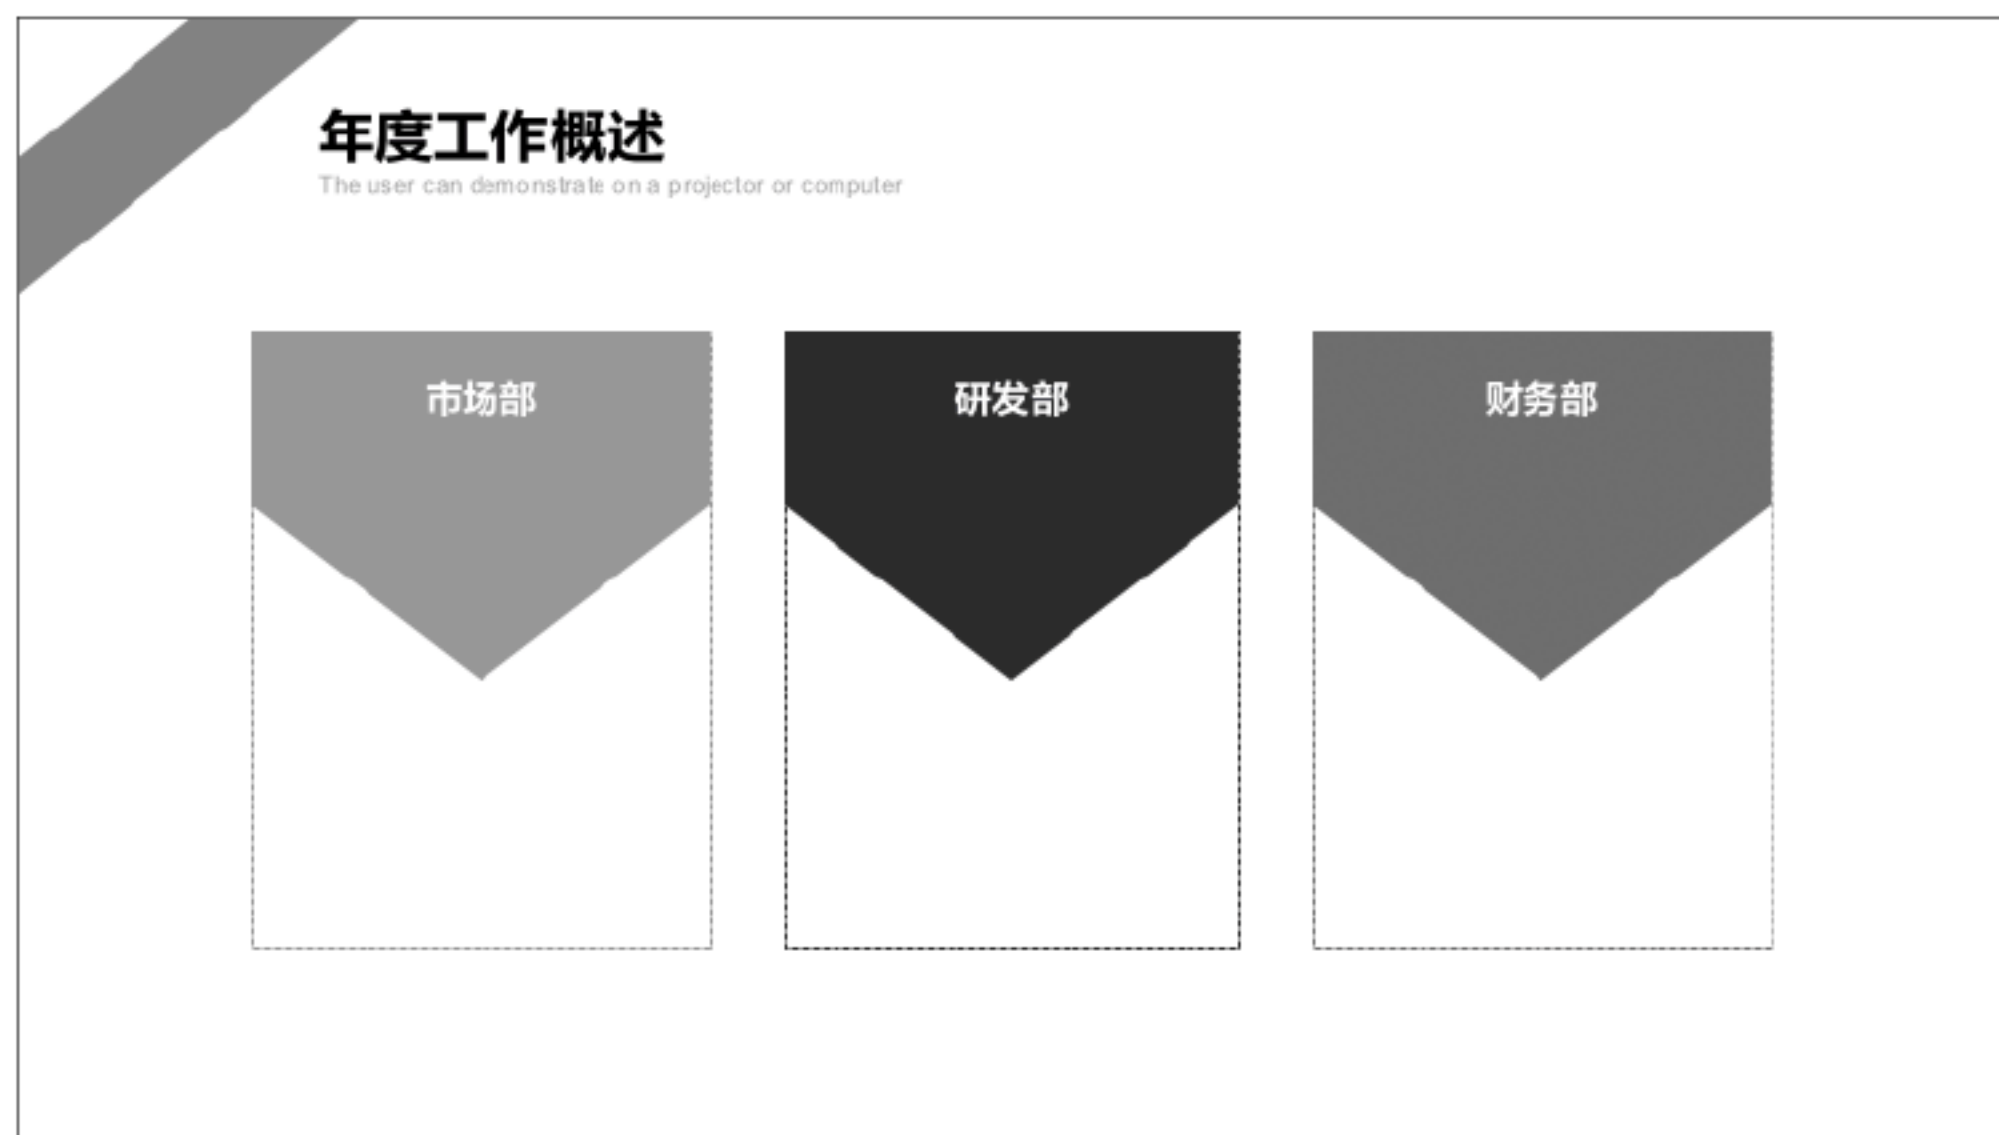 年度工作概述
The user can demonstrate on a projector or computer
市场部
研发部
财务部